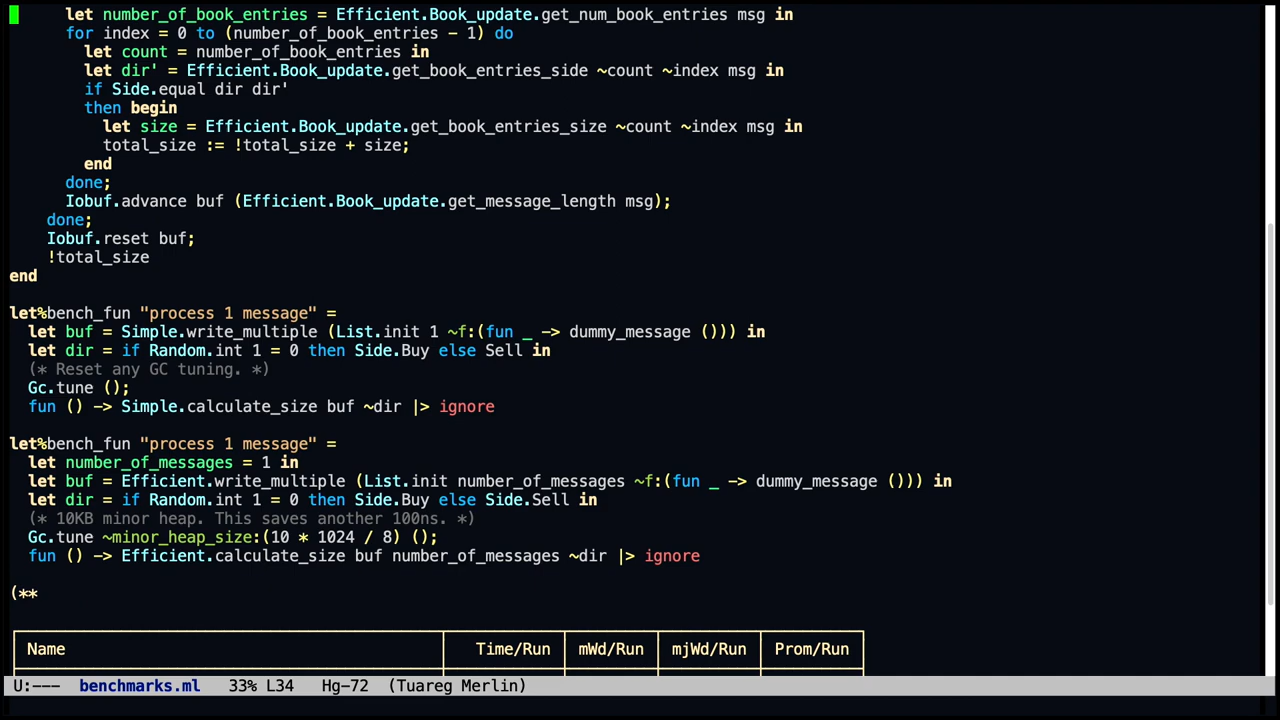 let number_of_book_entries = Efficient.Book_update.get_num_book_entries msg in
      for index = 0 to (number_of_book_entries - 1) do
        let count = number_of_book_entries in
        let dir' = Efficient.Book_update.get_book_entries_side ~count ~index msg in
        if Side.equal dir dir'
        then begin
          let size = Efficient.Book_update.get_book_entries_size ~count ~index msg in
          total_size := !total_size + size;
        end
      done;
      Iobuf.advance buf (Efficient.Book_update.get_message_length msg);
    done;
    Iobuf.reset buf;
    !total_size
end
let%bench_fun "process 1 message" =
  let buf = Simple.write_multiple (List.init 1 ~f:(fun _ -> dummy_message ())) in
  let dir = if Random.int 1 = 0 then Side.Buy else Sell in
  (* Reset any GC tuning. *)
  Gc.tune ();
  fun () -> Simple.calculate_size buf ~dir |> ignore
let%bench_fun "process 1 message" =
  let number_of_messages = 1 in
  let buf = Efficient.write_multiple (List.init number_of_messages ~f:(fun _ -> dummy_message ())) in
  let dir = if Random.int 1 = 0 then Side.Buy else Side.Sell in
  (* 10KB minor heap. This saves another 100ns. *)
  Gc.tune ~minor_heap_size:(10 * 1024 / 8) ();
  fun () -> Efficient.calculate_size buf number_of_messages ~dir |> ignore
(**
Name Time/Run mWd/Run mjWd/Run Prom/Run
U:--- benchmarks.ml 33% L34 Hg-72 (Tuareg Merlin)